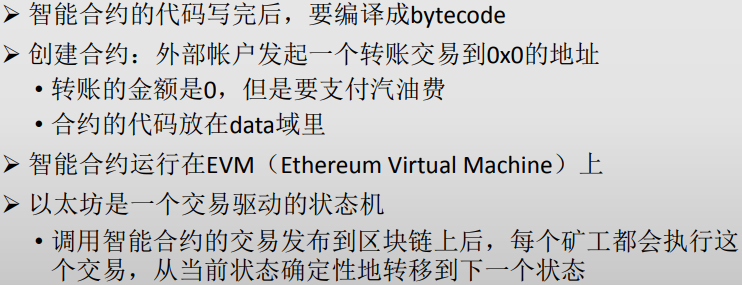 ➢ 智能合约的代码写完后，要编译成bytecode
➢ 创建合约：外部帐户发起一个转账交易到0x0的地址
• 转账的金额是0，但是要支付汽油费
• 合约的代码放在data域里
➢ 智能合约运行在EVM（Ethereum Virtual Machine）上
➢ 以太坊是一个交易驱动的状态机
• 调用智能合约的交易发布到区块链上后，每个矿工都会执行这
个交易，从当前状态确定性地转移到下一个状态